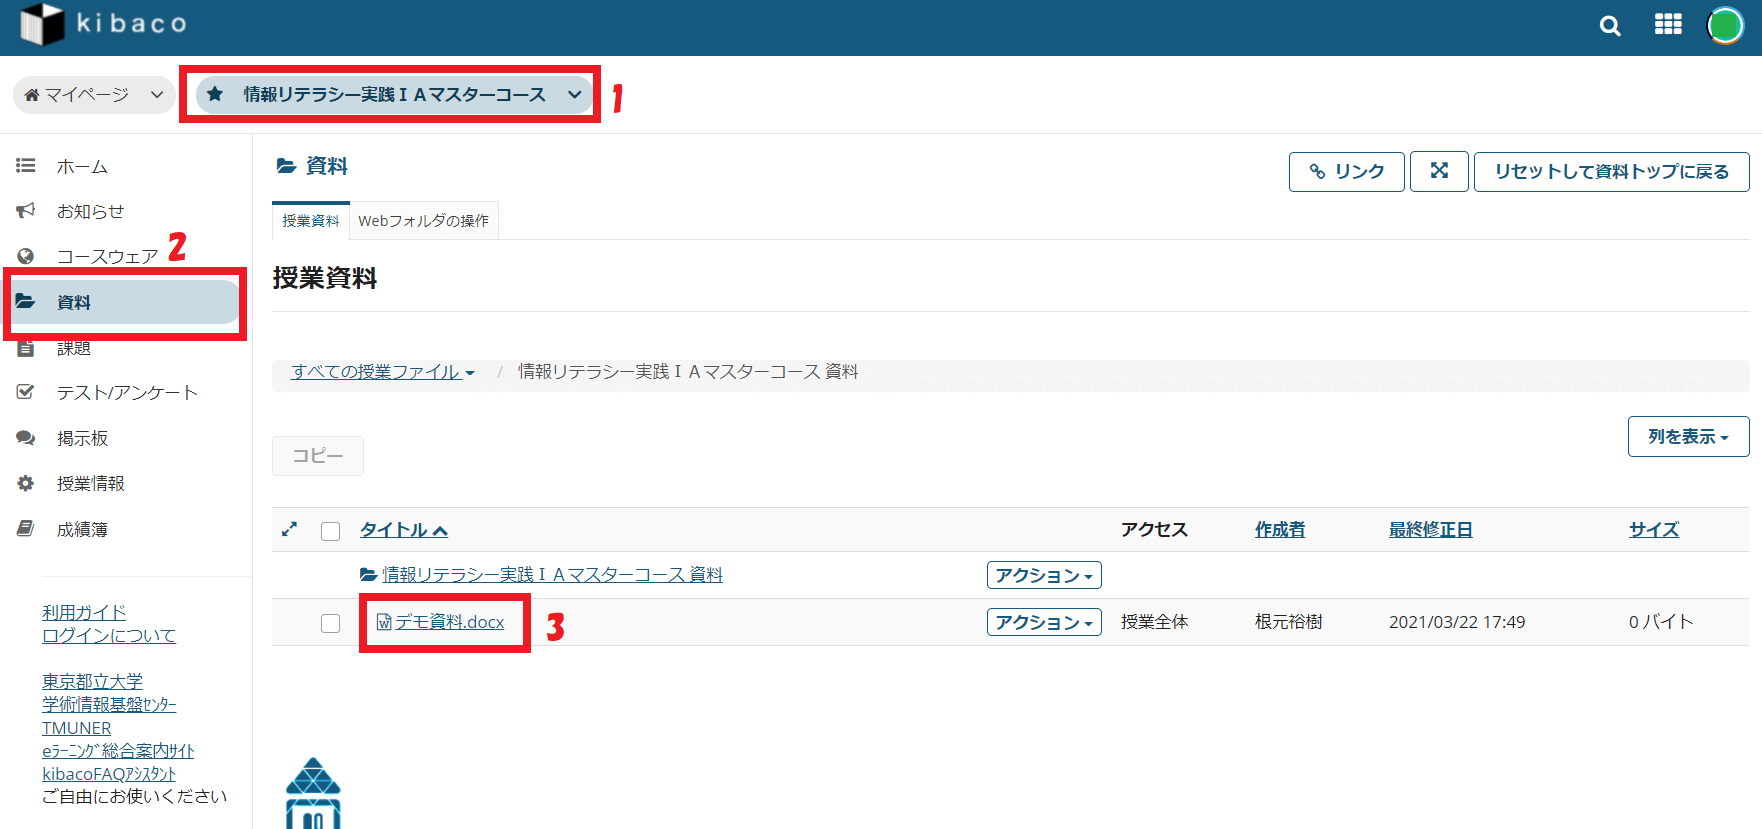 kibaco
マイページ
情報リテラシー実践ⅠAマスターコース
1
ホーム
お知らせ
コースウェア
2
資料
課題
テスト/アンケート
掲示板
授業情報
成績簿
利用ガイド
ログインについて
東京都立大学
学術情報基盤ｾﾝﾀｰ
TMUNER
eﾗｰﾆﾝｸﾞ総合案内ｻｲﾄ
kibacoFAQｱｼｽﾀﾝﾄ
ご自由にお使いください
資料
リンク
リセットして資料トップに戻る
授業資料 Webフォルダの操作
授業資料
すべての授業ファイル / 情報リテラシー実践ⅠAマスターコース 資料
コピー
列を表示
タイトル アクセス 作成者 最終修正日 サイズ
情報リテラシー実践ⅠAマスターコース 資料 アクション
デモ資料.docx 3 アクション 授業全体 根元裕樹 2021/03/22 17:49 0 バイト